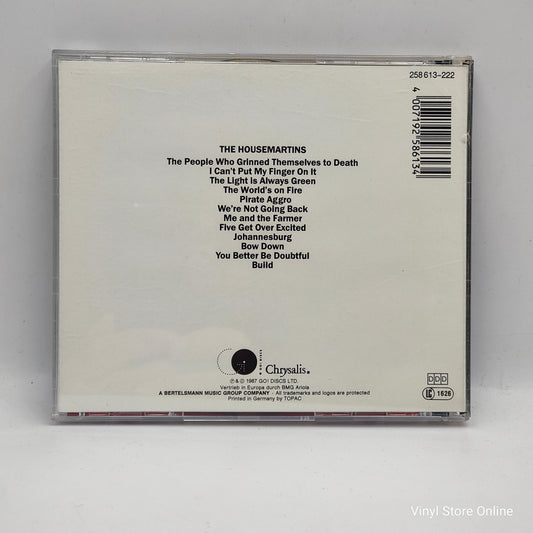 258 613-222
4 007192 586134
THE HOUSEMARTINS
The People Who Grinned Themselves to Death
I Can't Put My Finger On It
The Light Is Always Green
The World's on Fire
Pirate Aggro
We're Not Going Back
Me and the Farmer
Five Get Over Excited
Johannesburg
Bow Down
You Better Be Doubtful
Build
Chrysalis
℗ & © 1987 GO! DISCS LTD.
Vertrieb in Europa durch BMG Ariola
A BERTELSMANN MUSIC GROUP COMPANY - All trademarks and logos are protected
Printed in Germany by TOPAC
DDD
LC 1626
Vinyl Store Online